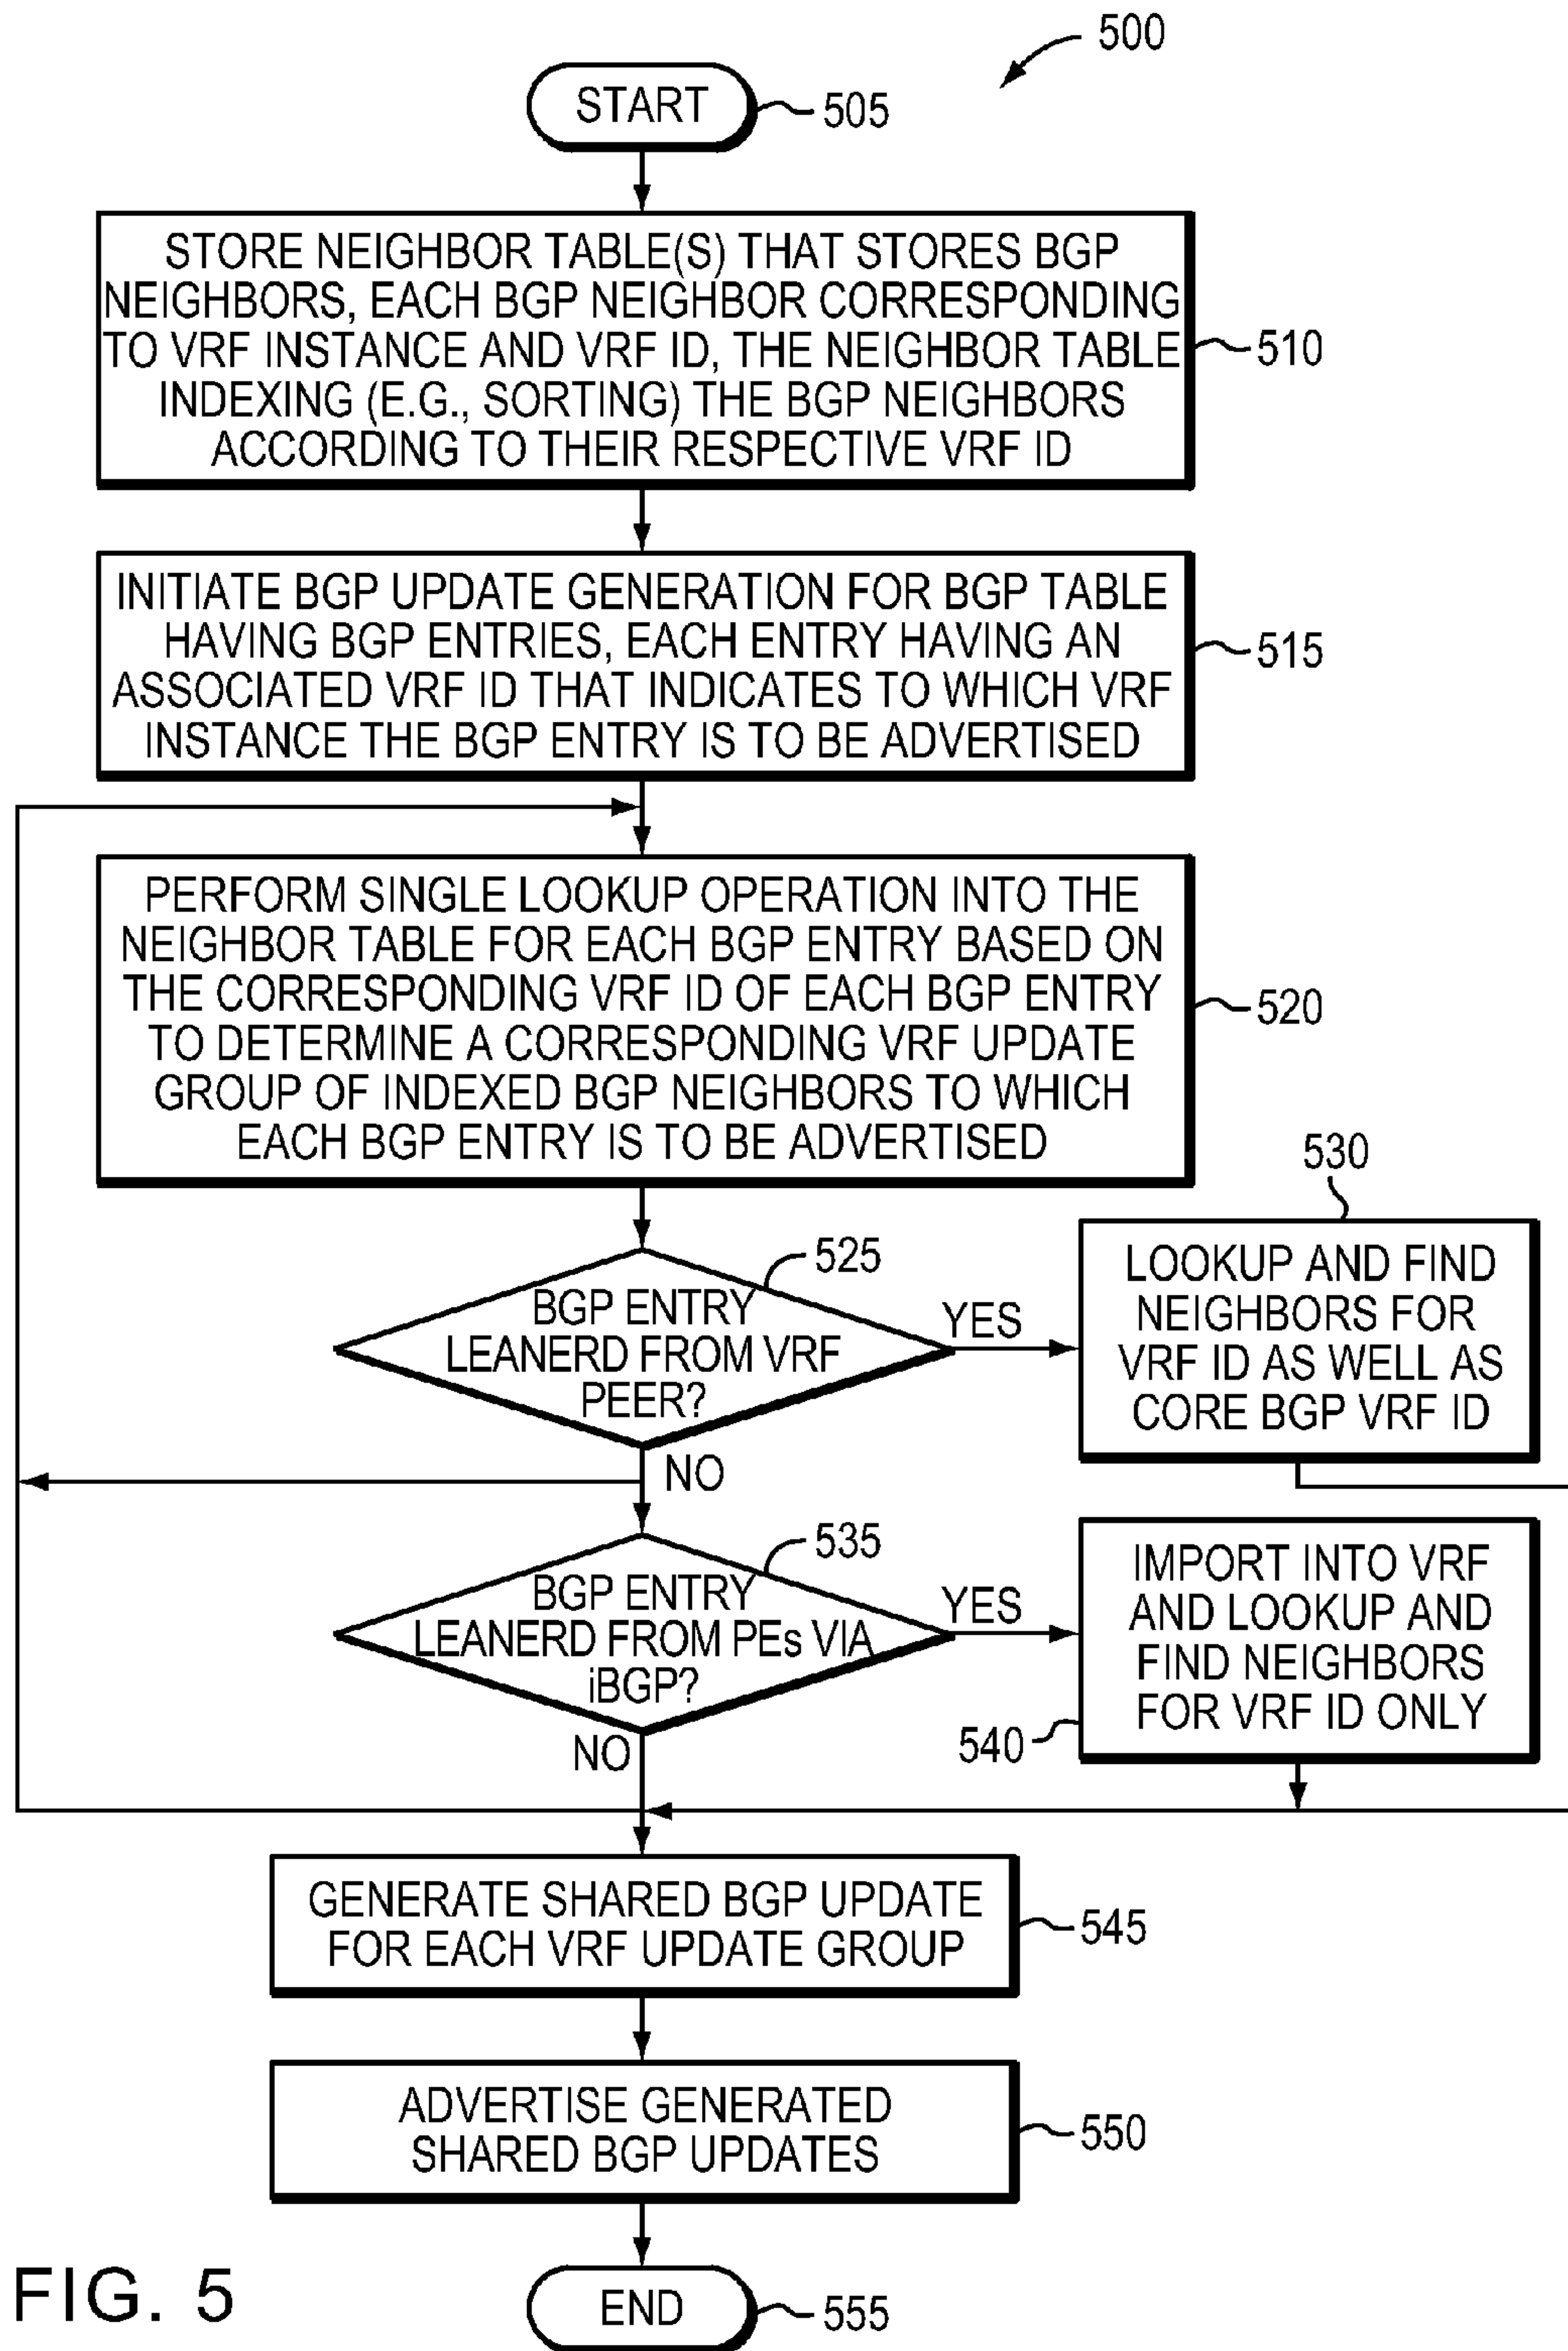 500
START
505
STORE NEIGHBOR TABLE(S) THAT STORES BGP
NEIGHBORS, EACH BGP NEIGHBOR CORRESPONDING
TO VRF INSTANCE AND VRF ID, THE NEIGHBOR TABLE
INDEXING (E.G., SORTING) THE BGP NEIGHBORS
ACCORDING TO THEIR RESPECTIVE VRF ID
510
INITIATE BGP UPDATE GENERATION FOR BGP TABLE
HAVING BGP ENTRIES, EACH ENTRY HAVING AN
ASSOCIATED VRF ID THAT INDICATES TO WHICH VRF
INSTANCE THE BGP ENTRY IS TO BE ADVERTISED
515
PERFORM SINGLE LOOKUP OPERATION INTO THE
NEIGHBOR TABLE FOR EACH BGP ENTRY BASED ON
THE CORRESPONDING VRF ID OF EACH BGP ENTRY
TO DETERMINE A CORRESPONDING VRF UPDATE
GROUP OF INDEXED BGP NEIGHBORS TO WHICH
EACH BGP ENTRY IS TO BE ADVERTISED
520
BGP ENTRY
LEANERD FROM VRF
PEER?
525
YES
NO
530
LOOKUP AND FIND
NEIGHBORS FOR
VRF ID AS WELL AS
CORE BGP VRF ID
BGP ENTRY
LEANERD FROM PEs VIA
iBGP?
535
YES
NO
IMPORT INTO VRF
AND LOOKUP AND
FIND NEIGHBORS
FOR VRF ID ONLY
540
GENERATE SHARED BGP UPDATE
FOR EACH VRF UPDATE GROUP
545
ADVERTISE GENERATED
SHARED BGP UPDATES
550
END
555
FIG. 5